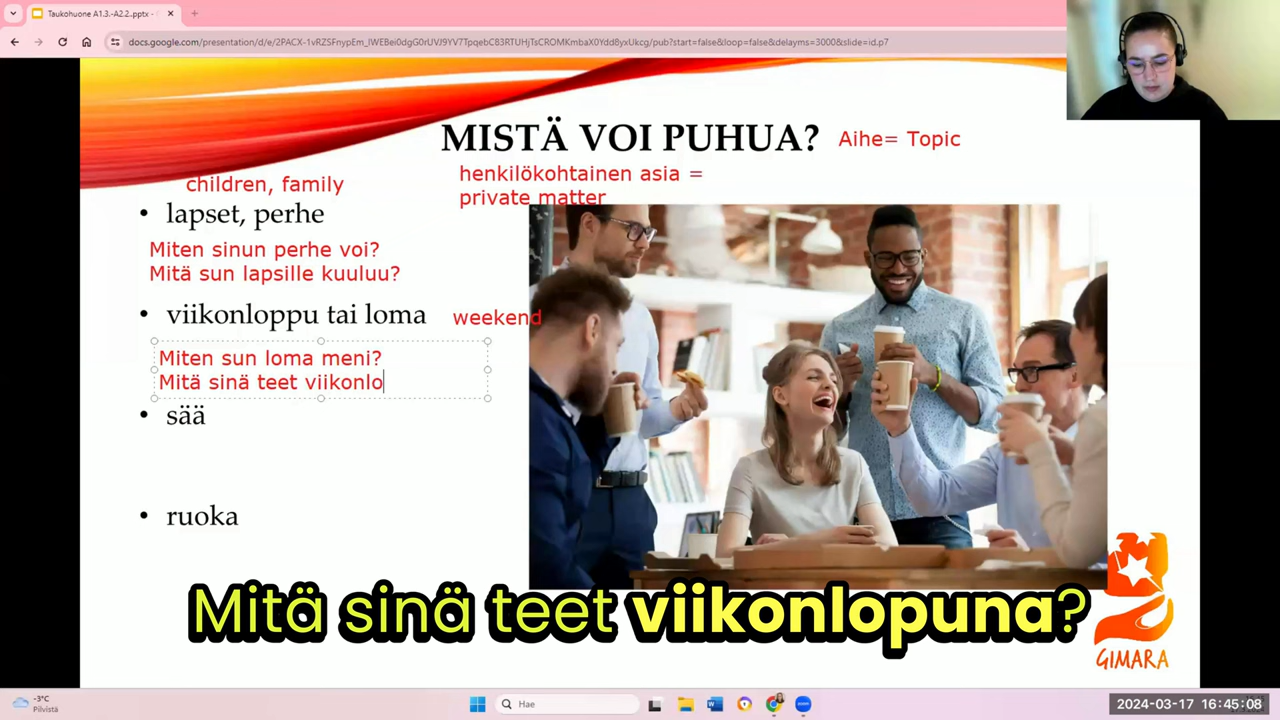 Taukohuone A1.3.-A2.2..pptx -
docs.google.com/presentation/d/e/2PACX-1vRZSFnypEm_IWEBei0dgG0rUVJ9YV7TpqebC83RTUHjTsCROMKmbaX0Ydd8yxUkcg/pub?start=false&loop=false&delayms=3000&slide=id.p7
MISTÄ VOI PUHUA?
Aihe= Topic
henkilökohtainen asia =
private matter
children, family
• lapset, perhe
Miten sinun perhe voi?
Mitä sun lapsille kuuluu?
• viikonloppu tai loma
weekend
Miten sun loma meni?
Mitä sinä teet viikonlo
• sää
• ruoka
Mitä sinä teet viikonlopuna?
GIMARA
-3°C
Pilvistä
Hae
zoom
2024-03-17 16:45:08